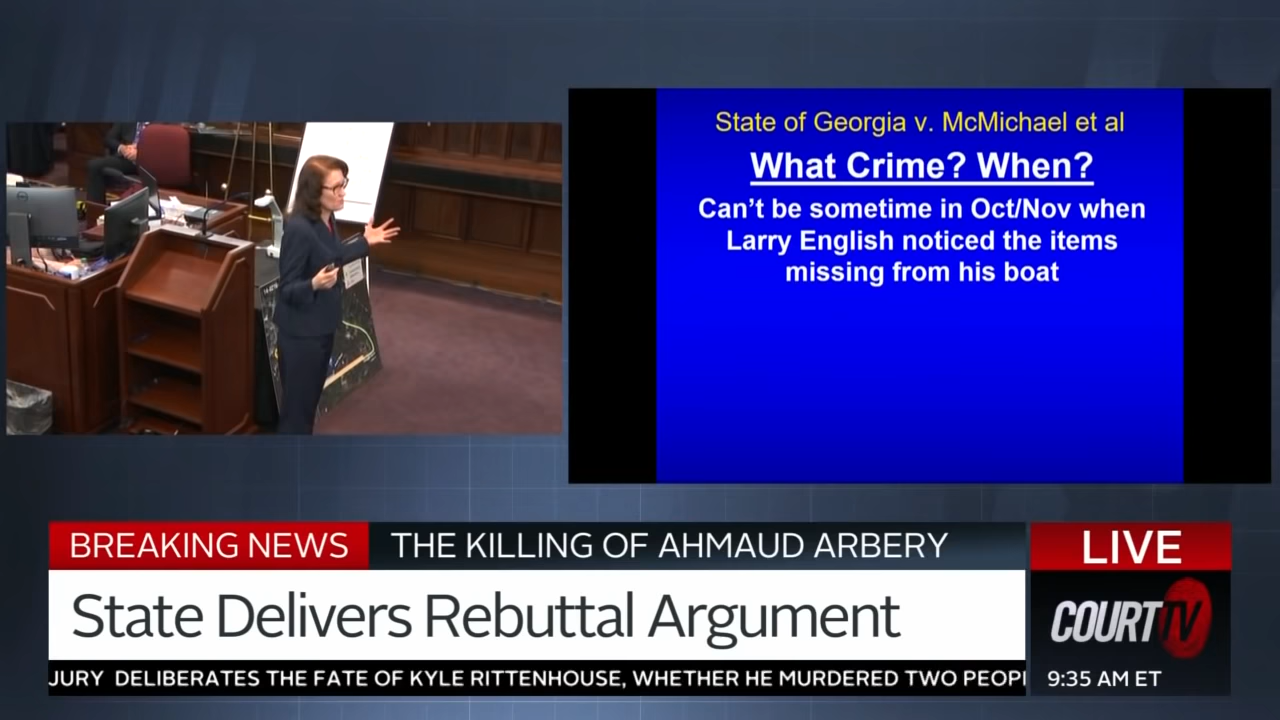 State of Georgia v. McMichael et al
What Crime? When?
Can't be sometime in Oct/Nov when
Larry English noticed the items
missing from his boat
BREAKING NEWS
THE KILLING OF AHMAUD ARBERY
LIVE
State Delivers Rebuttal Argument
COURT TV
JURY DELIBERATES THE FATE OF KYLE RITTENHOUSE, WHETHER HE MURDERED TWO PEOPL
9:35 AM ET